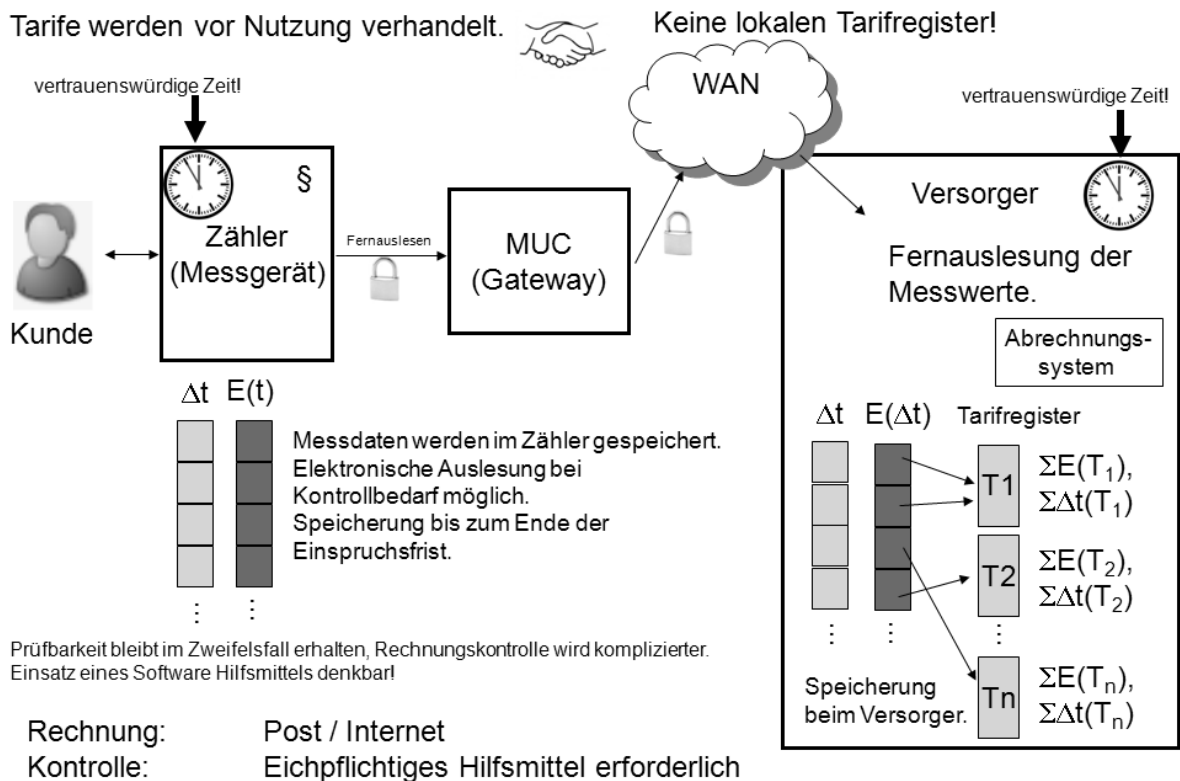 Tarife werden vor Nutzung verhandelt.
Keine lokalen Tarifregister!
vertrauenswürdige Zeit!
WAN
vertrauenswürdige Zeit!
§
Zähler
(Messgerät)
Kunde
Fernauslesen
MUC
(Gateway)
Versorger
Fernauslesung der
Messwerte.
Abrechnungs-
system
Δt E(t)
Messdaten werden im Zähler gespeichert.
Elektronische Auslesung bei
Kontrollbedarf möglich.
Speicherung bis zum Ende der
Einspruchsfrist.
⋮ ⋮
Δt E(Δt) Tarifregister
T1 ΣE(T₁),
ΣΔt(T₁)
T2 ΣE(T₂),
ΣΔt(T₂)
⋮ ⋮ ⋮
Tn ΣE(Tₙ),
ΣΔt(Tₙ)
Speicherung
beim Versorger.
Prüfbarkeit bleibt im Zweifelsfall erhalten, Rechnungskontrolle wird komplizierter.
Einsatz eines Software Hilfsmittels denkbar!
Rechnung: Post / Internet
Kontrolle: Eichpflichtiges Hilfsmittel erforderlich